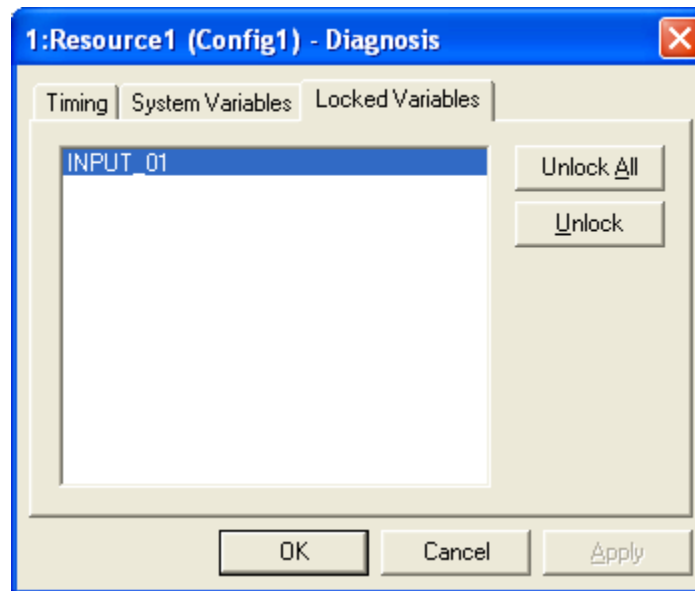 1:Resource1 (Config1) - Diagnosis
Timing System Variables Locked Variables
INPUT_01
Unlock All
Unlock
OK Cancel Apply